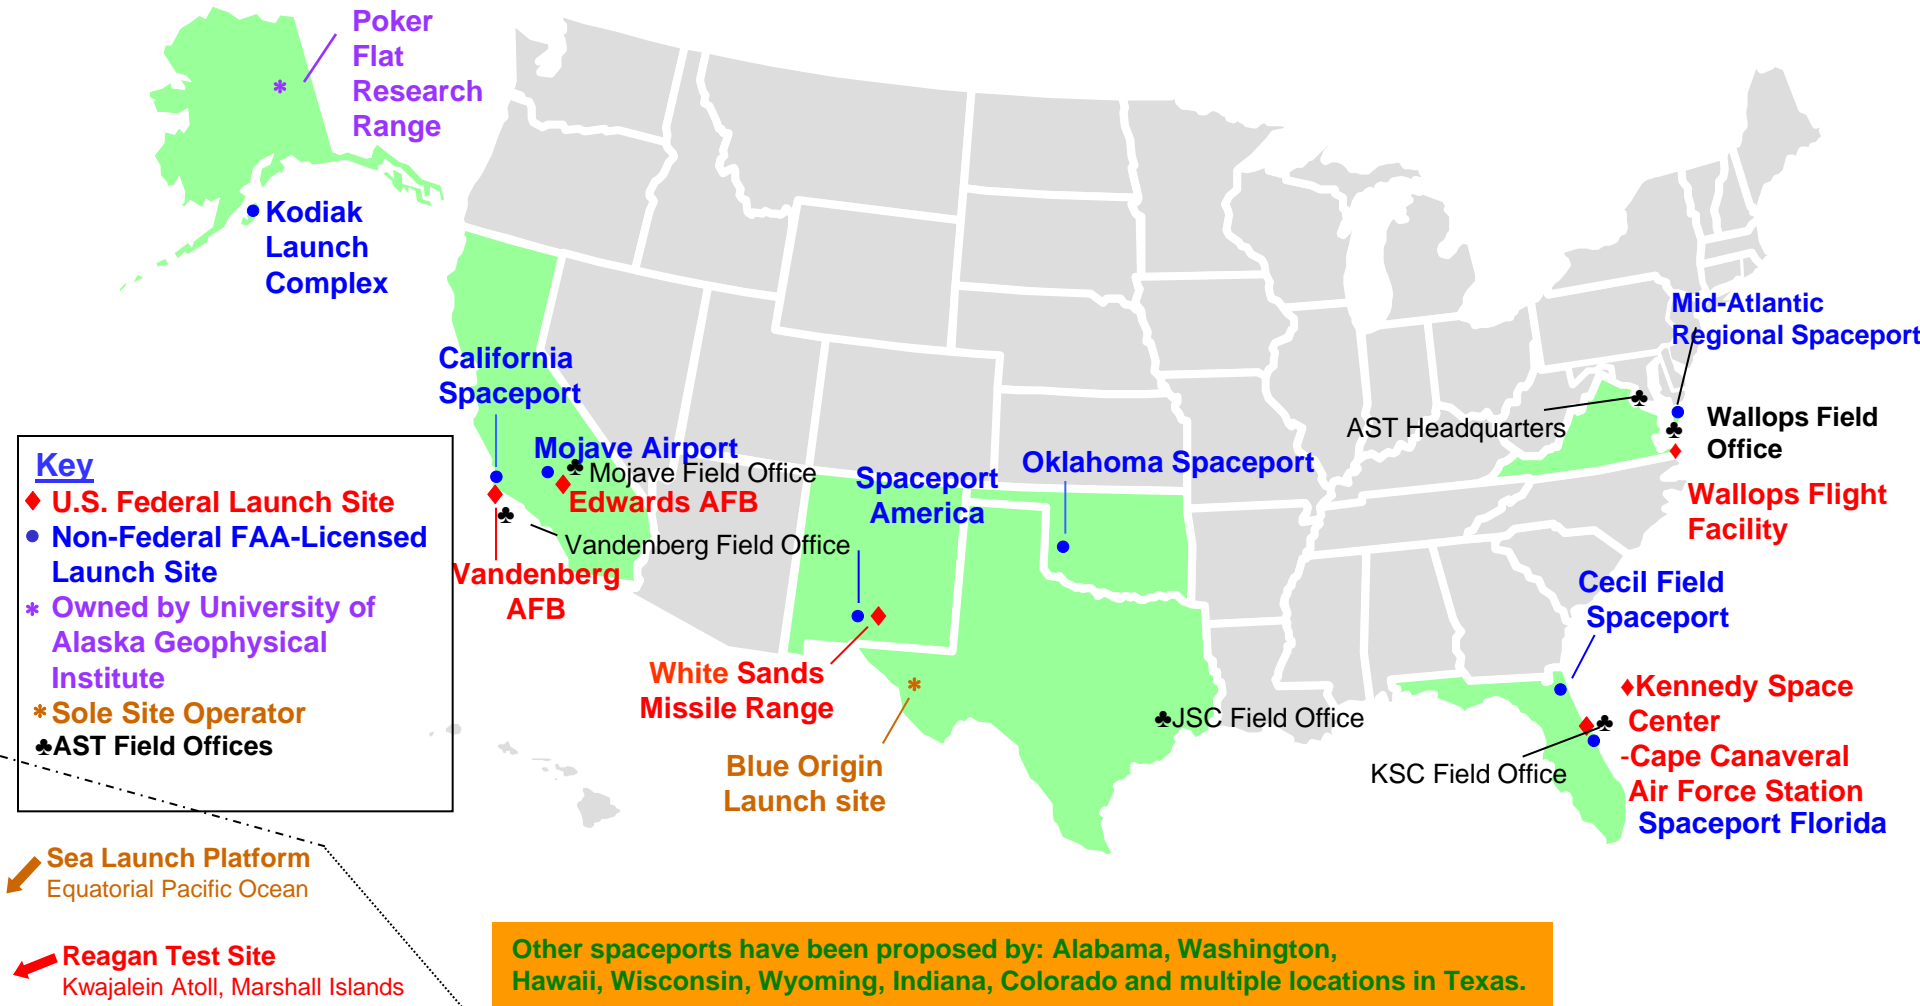 Poker
Flat
Research
Range
Kodiak
Launch
Complex
California
Spaceport
Mojave Airport
Mojave Field Office
Edwards AFB
Vandenberg Field Office
Vandenberg
AFB
Spaceport
America
Oklahoma Spaceport
White Sands
Missile Range
Blue Origin
Launch site
JSC Field Office
Mid-Atlantic
Regional Spaceport
AST Headquarters
Wallops Field
Office
Wallops Flight
Facility
Cecil Field
Spaceport
♦Kennedy Space
Center
-Cape Canaveral
Air Force Station
Spaceport Florida
KSC Field Office
Key
♦ U.S. Federal Launch Site
• Non-Federal FAA-Licensed
Launch Site
* Owned by University of
Alaska Geophysical
Institute
* Sole Site Operator
♣AST Field Offices
Sea Launch Platform
Equatorial Pacific Ocean
Reagan Test Site
Kwajalein Atoll, Marshall Islands
Other spaceports have been proposed by: Alabama, Washington,
Hawaii, Wisconsin, Wyoming, Indiana, Colorado and multiple locations in Texas.